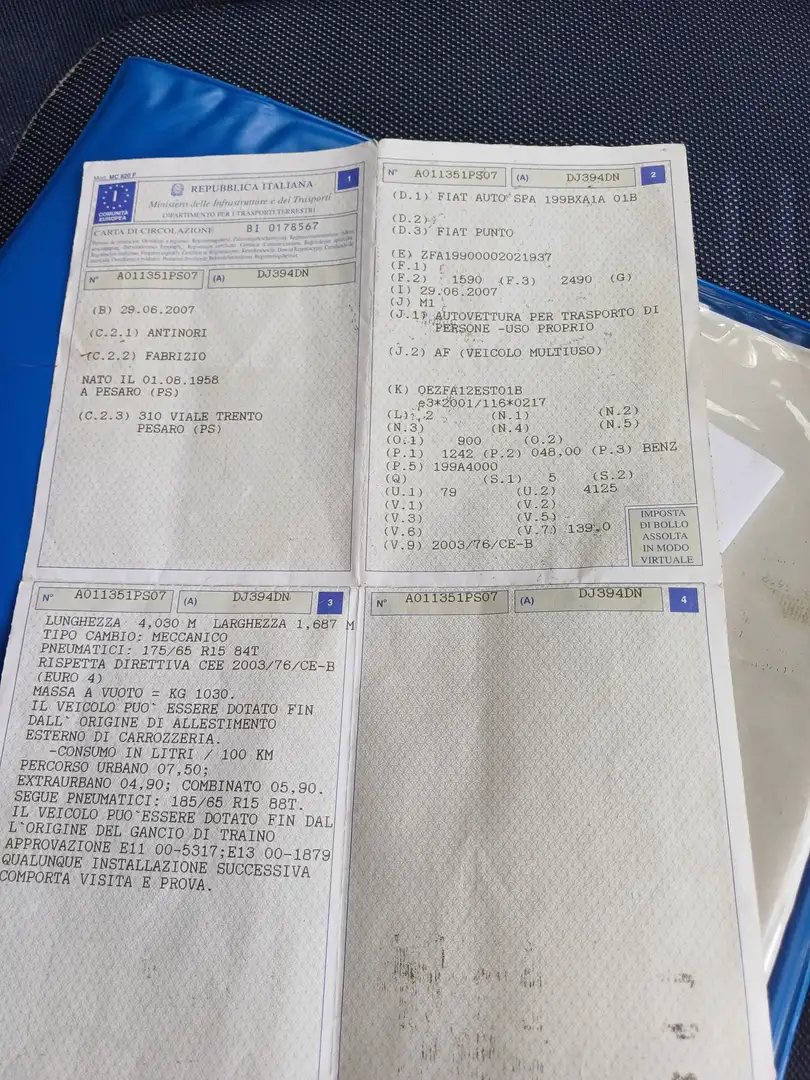 Mod. MC 820 F
1
I
COMUNITÀ
EUROPEA
REPUBBLICA ITALIANA
Ministero delle Infrastrutture e dei Trasporti
DIPARTIMENTO PER I TRASPORTI TERRESTRI
CARTA DI CIRCOLAZIONE BI 0178567
N° A011351PS07 (A) DJ394DN
(B) 29.06.2007
(C.2.1) ANTINORI
(C.2.2) FABRIZIO
NATO IL 01.08.1958
A PESARO (PS)
(C.2.3) 310 VIALE TRENTO
PESARO (PS)
N° A011351PS07 (A) DJ394DN 2
(D.1) FIAT AUTO SPA 199BXA1A 01B
(D.2)
(D.3) FIAT PUNTO
(E) ZFA19900002021937
(F.1)
(F.2) 1590 (F.3) 2490 (G)
(I) 29.06.2007
(J) M1
(J.1) AUTOVETTURA PER TRASPORTO DI
PERSONE -USO PROPRIO
(J.2) AF (VEICOLO MULTIUSO)
(K) OEZFA12EST01B
e3*2001/116*0217
(L) 2 (N.1) (N.2)
(N.3) (N.4) (N.5)
(O.1) 900 (O.2)
(P.1) 1242 (P.2) 048,00 (P.3) BENZ
(P.5) 199A4000
(Q) (S.1) 5 (S.2)
(U.1) 79 (U.2) 4125
(V.1) (V.2)
(V.3) (V.5)
(V.6) (V.7) 139,0
(V.9) 2003/76/CE-B
IMPOSTA
DI BOLLO
ASSOLTA
IN MODO
VIRTUALE
N° A011351PS07 (A) DJ394DN 3
LUNGHEZZA 4,030 M LARGHEZZA 1,687 M
TIPO CAMBIO: MECCANICO
PNEUMATICI: 175/65 R15 84T
RISPETTA DIRETTIVA CEE 2003/76/CE-B
(EURO 4)
MASSA A VUOTO = KG 1030.
IL VEICOLO PUO` ESSERE DOTATO FIN
DALL` ORIGINE DI ALLESTIMENTO
ESTERNO DI CARROZZERIA.
-CONSUMO IN LITRI / 100 KM
PERCORSO URBANO 07,50;
EXTRAURBANO 04,90; COMBINATO 05,90.
SEGUE PNEUMATICI: 185/65 R15 88T.
IL VEICOLO PUO`ESSERE DOTATO FIN DAL
L`ORIGINE DEL GANCIO DI TRAINO
APPROVAZIONE E11 00-5317;E13 00-1879
QUALUNQUE INSTALLAZIONE SUCCESSIVA
COMPORTA VISITA E PROVA.
N° A011351PS07 (A) DJ394DN 4